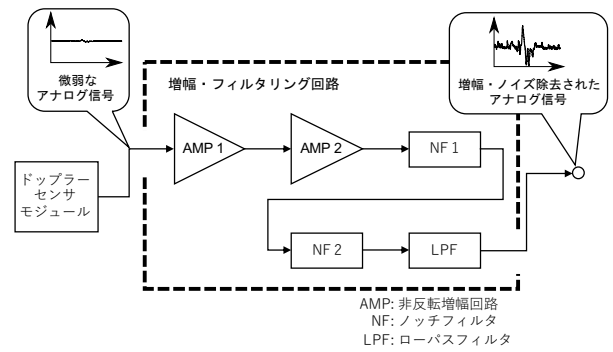 微弱な
アナログ信号
増幅・フィルタリング回路
増幅・ノイズ除去された
アナログ信号
AMP 1
AMP 2
NF 1
ドップラー
センサ
モジュール
NF 2
LPF
AMP: 非反転増幅回路
NF: ノッチフィルタ
LPF: ローパスフィルタ